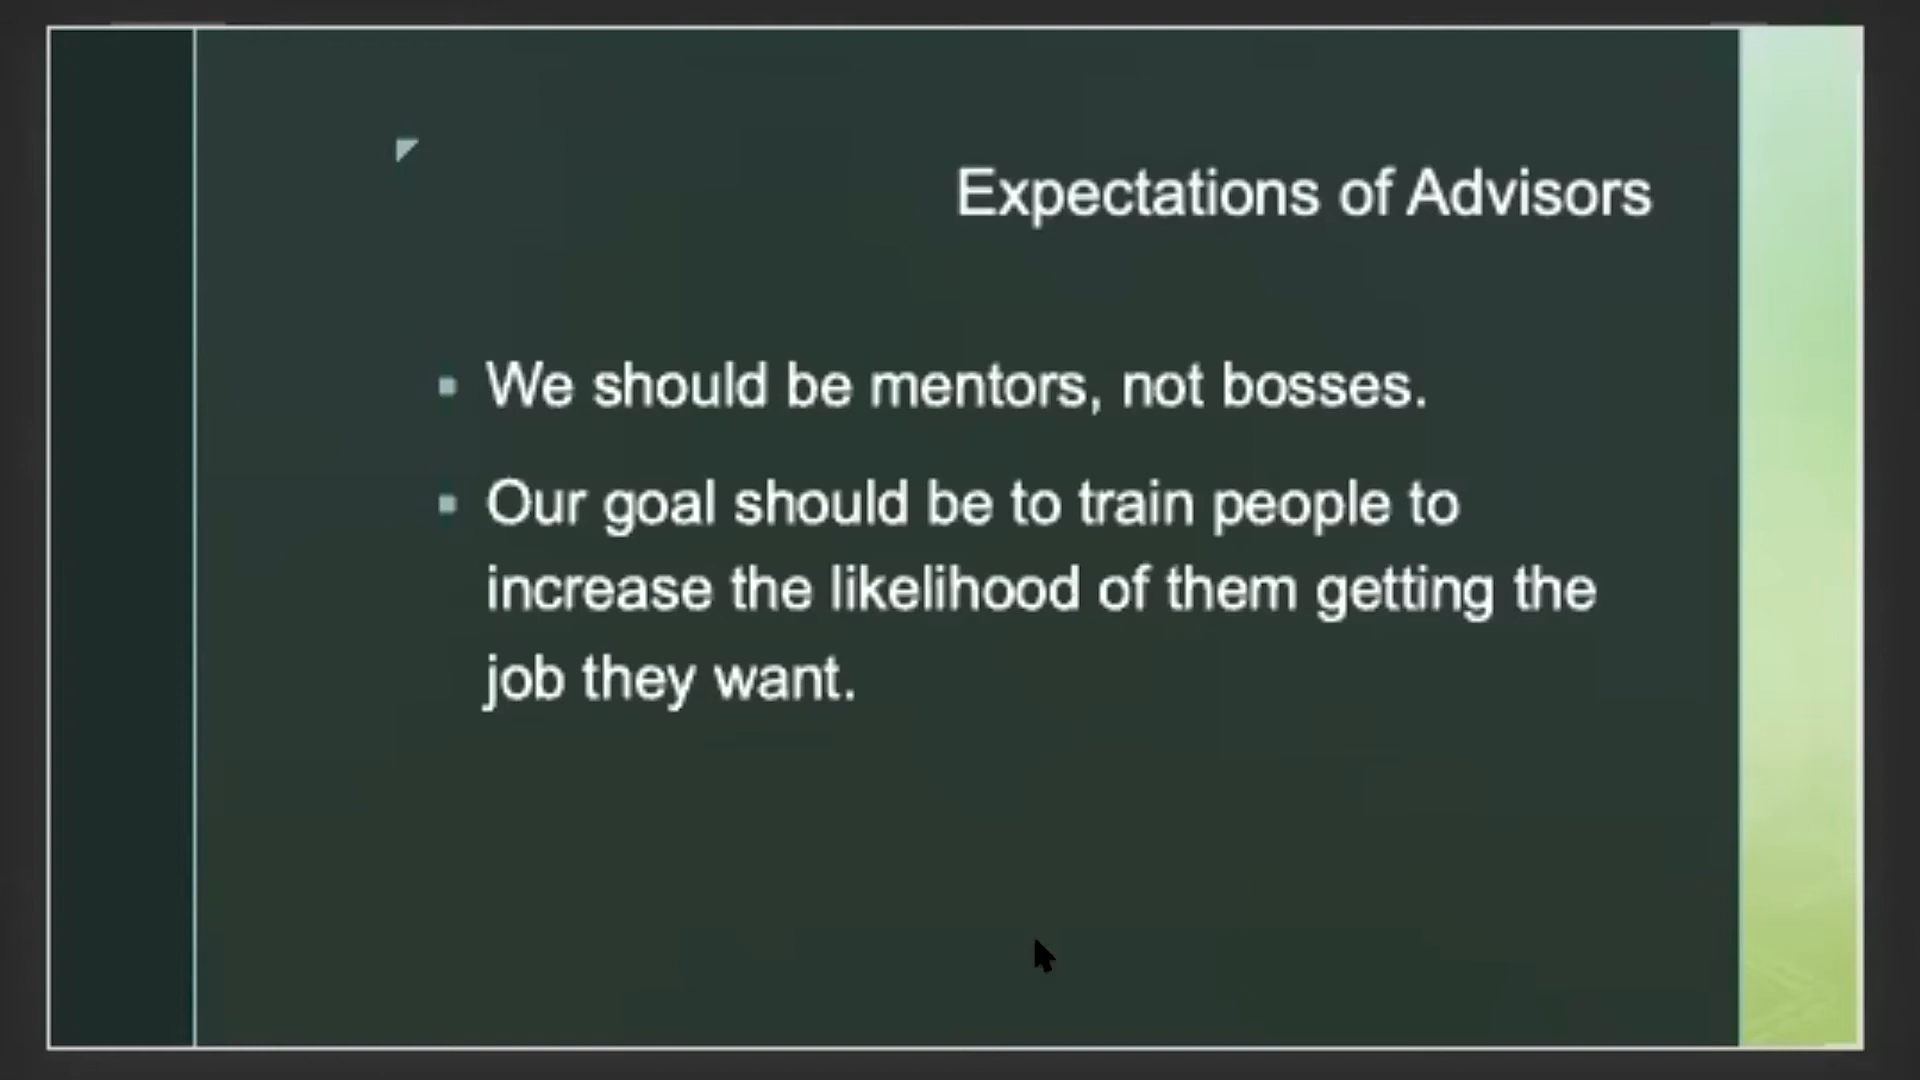 Expectations of Advisors
We should be mentors, not bosses.
Our goal should be to train people to
increase the likelihood of them getting the
job they want.